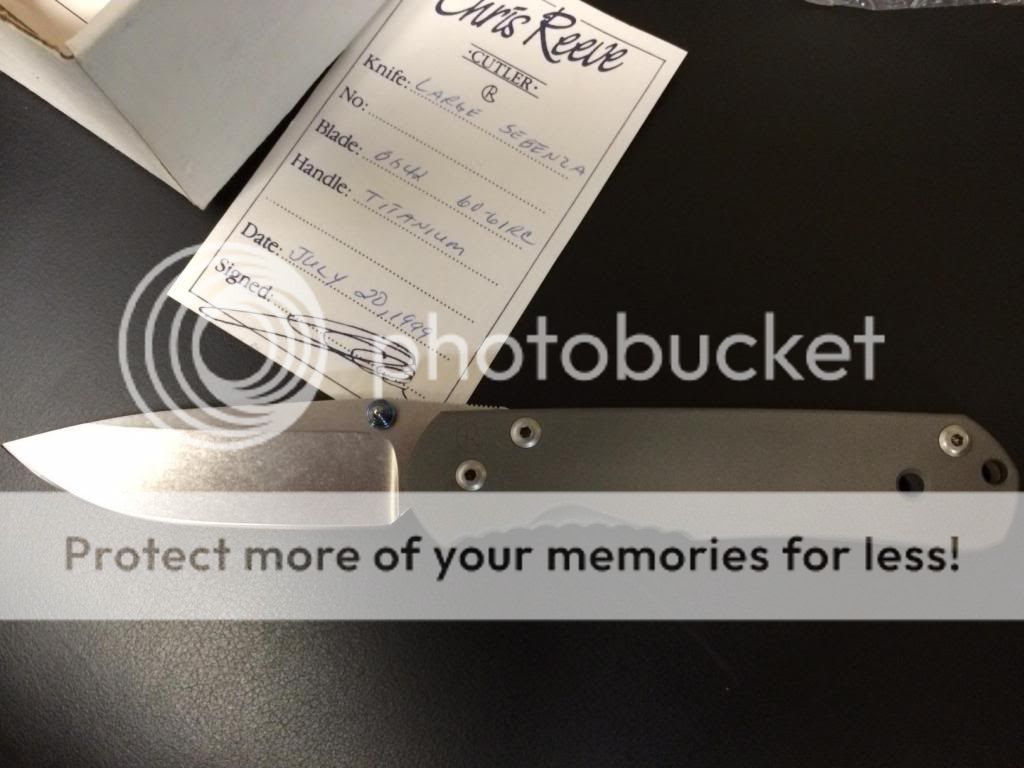 Chris Reeve
·CUTLER·
Knife: LARGE SEBENZA
No:
Blade: BG42 60-61RC
Handle: TITANIUM
Date: JULY 20, 1999
Signed:
photobucket
Protect more of your memories for less!